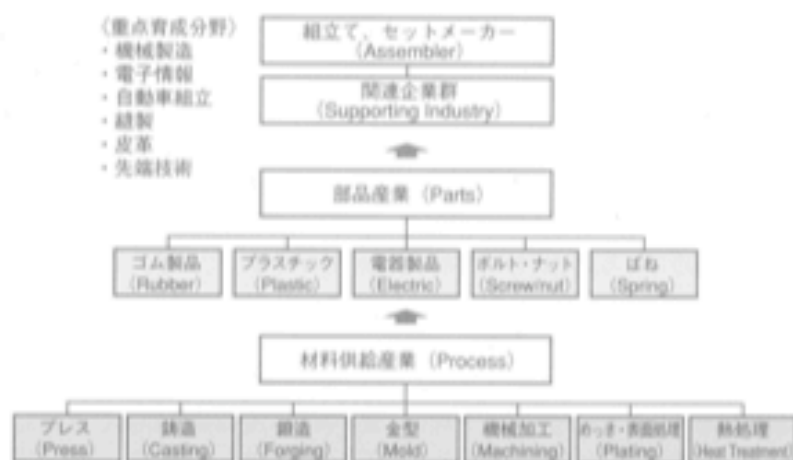 (重点育成分野)
・機械製造
・電子情報
・自動車組立
・縫製
・皮革
・先端技術
組立て、セットメーカー
(Assembler)
関連企業群
(Supporting Industry)
部品産業 (Parts)
ゴム製品
(Rubber)
プラスチック
(Plastic)
電器製品
(Electric)
ボルト・ナット
(Screw/nut)
ばね
(Spring)
材料供給産業 (Process)
プレス
(Press)
鋳造
(Casting)
鍛造
(Forging)
金型
(Mold)
機械加工
(Machining)
めっき・表面処理
(Plating)
熱処理
(Heat Treatment)